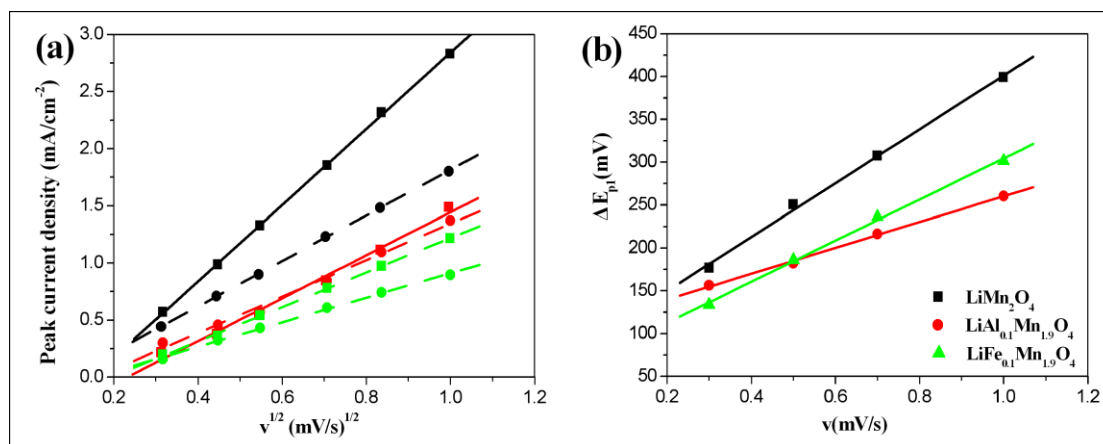 (a)
Peak current density (mA/cm⁻²)
3.0
2.5
2.0
1.5
1.0
0.5
0.0
0.2 0.4 0.6 0.8 1.0 1.2
v^1/2 (mV/s)^1/2
(b)
ΔE_p1(mV)
450
400
350
300
250
200
150
100
50
0.2 0.4 0.6 0.8 1.0 1.2
v(mV/s)
LiMn₂O₄
LiAl₀.₁Mn₁.₉O₄
LiFe₀.₁Mn₁.₉O₄